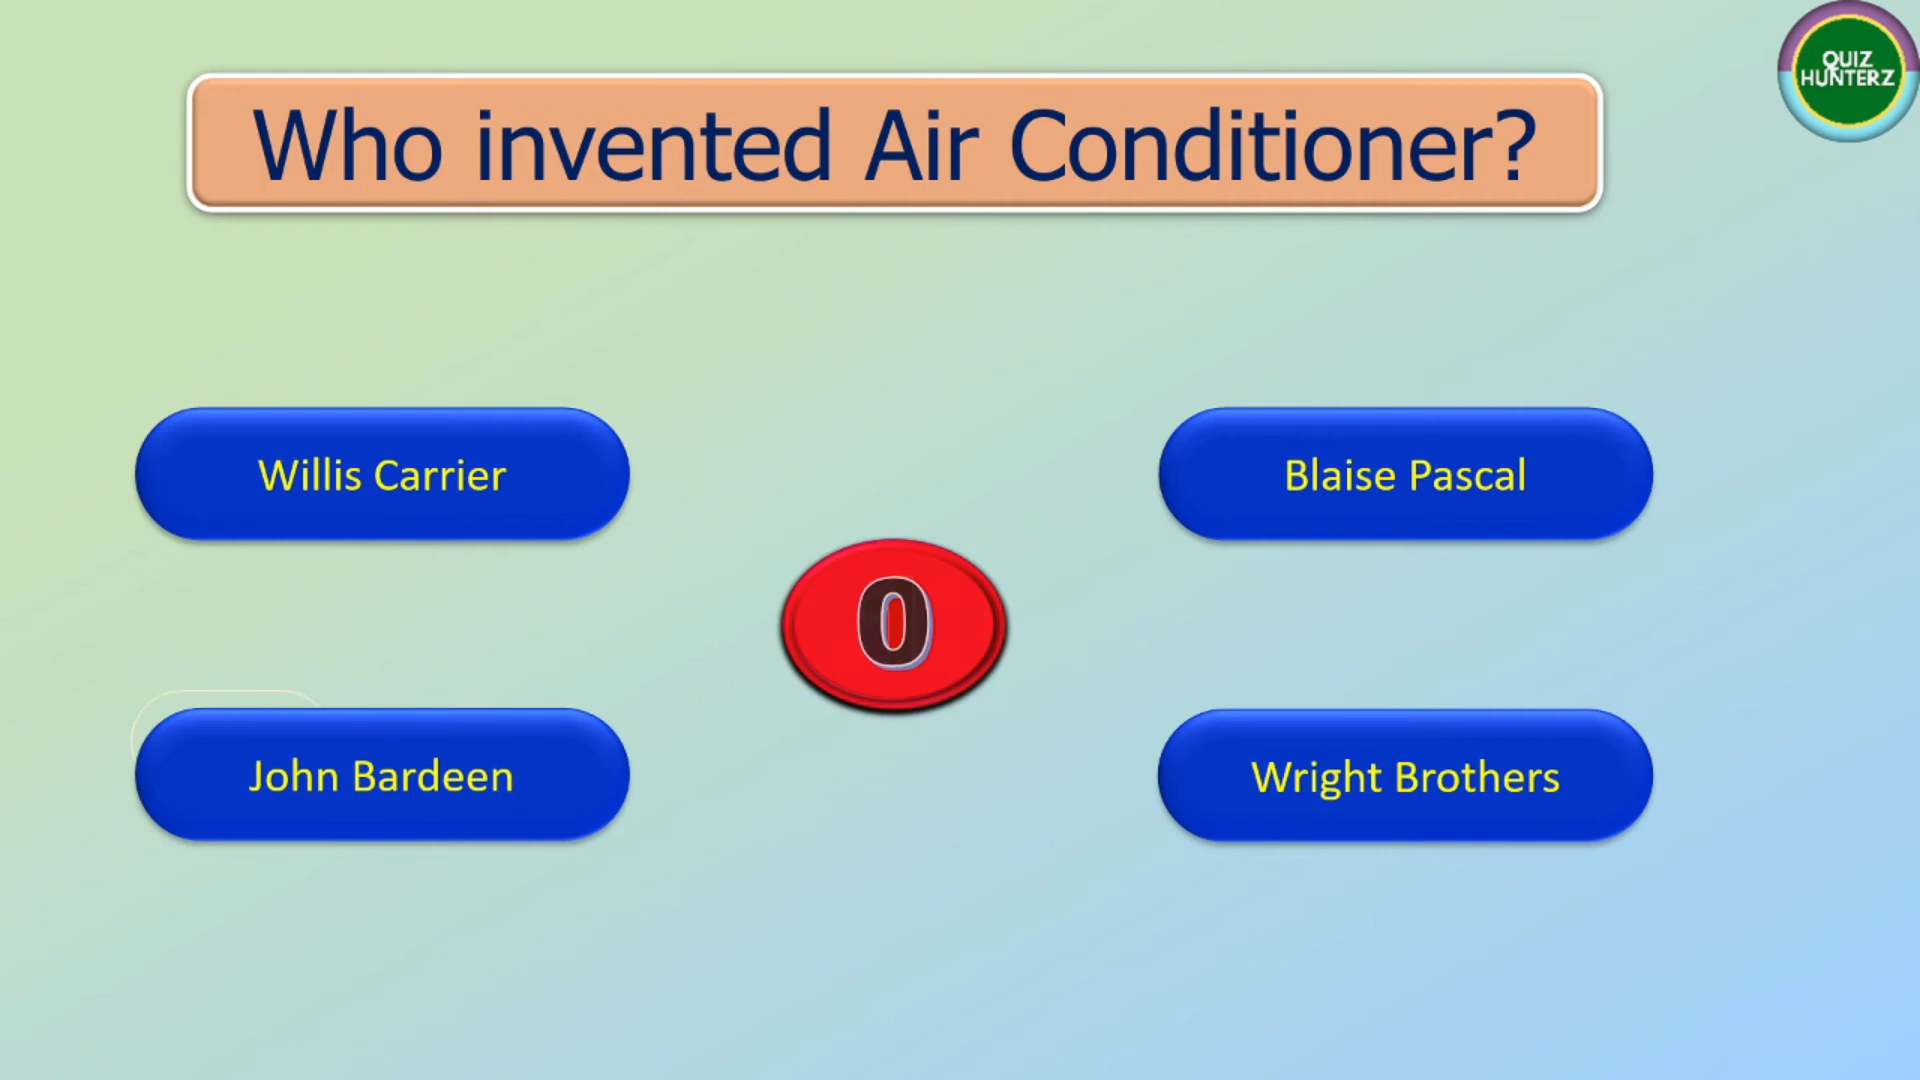 QUIZ
HUNTERZ
Who invented Air Conditioner?
Willis Carrier
Blaise Pascal
0
John Bardeen
Wright Brothers